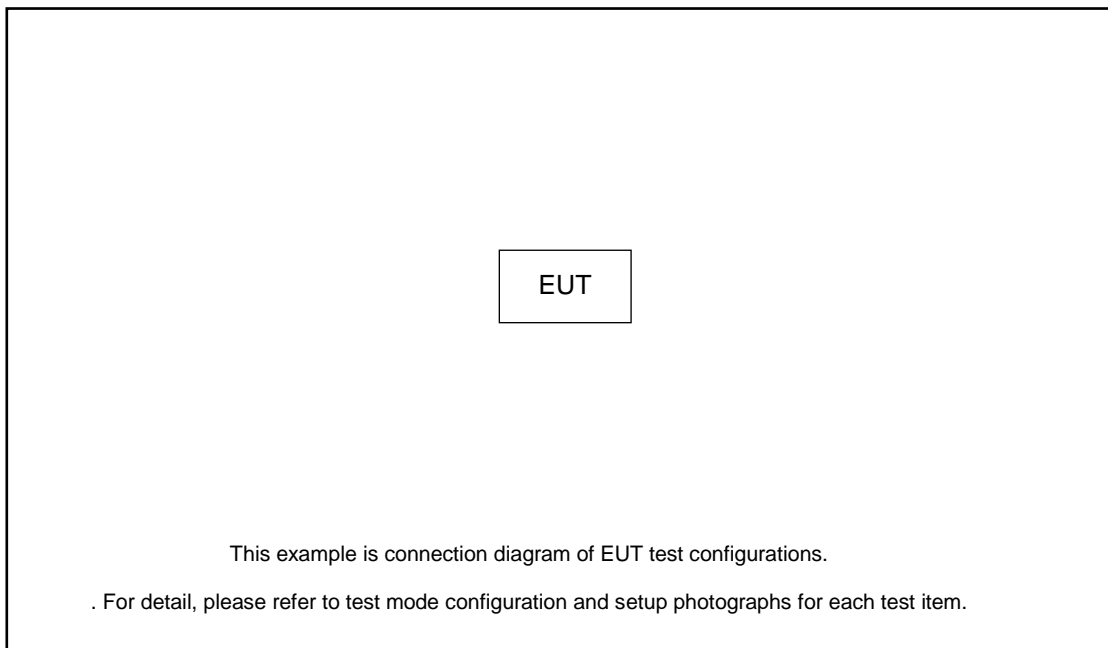 EUT
This example is connection diagram of EUT test configurations.
. For detail, please refer to test mode configuration and setup photographs for each test item.